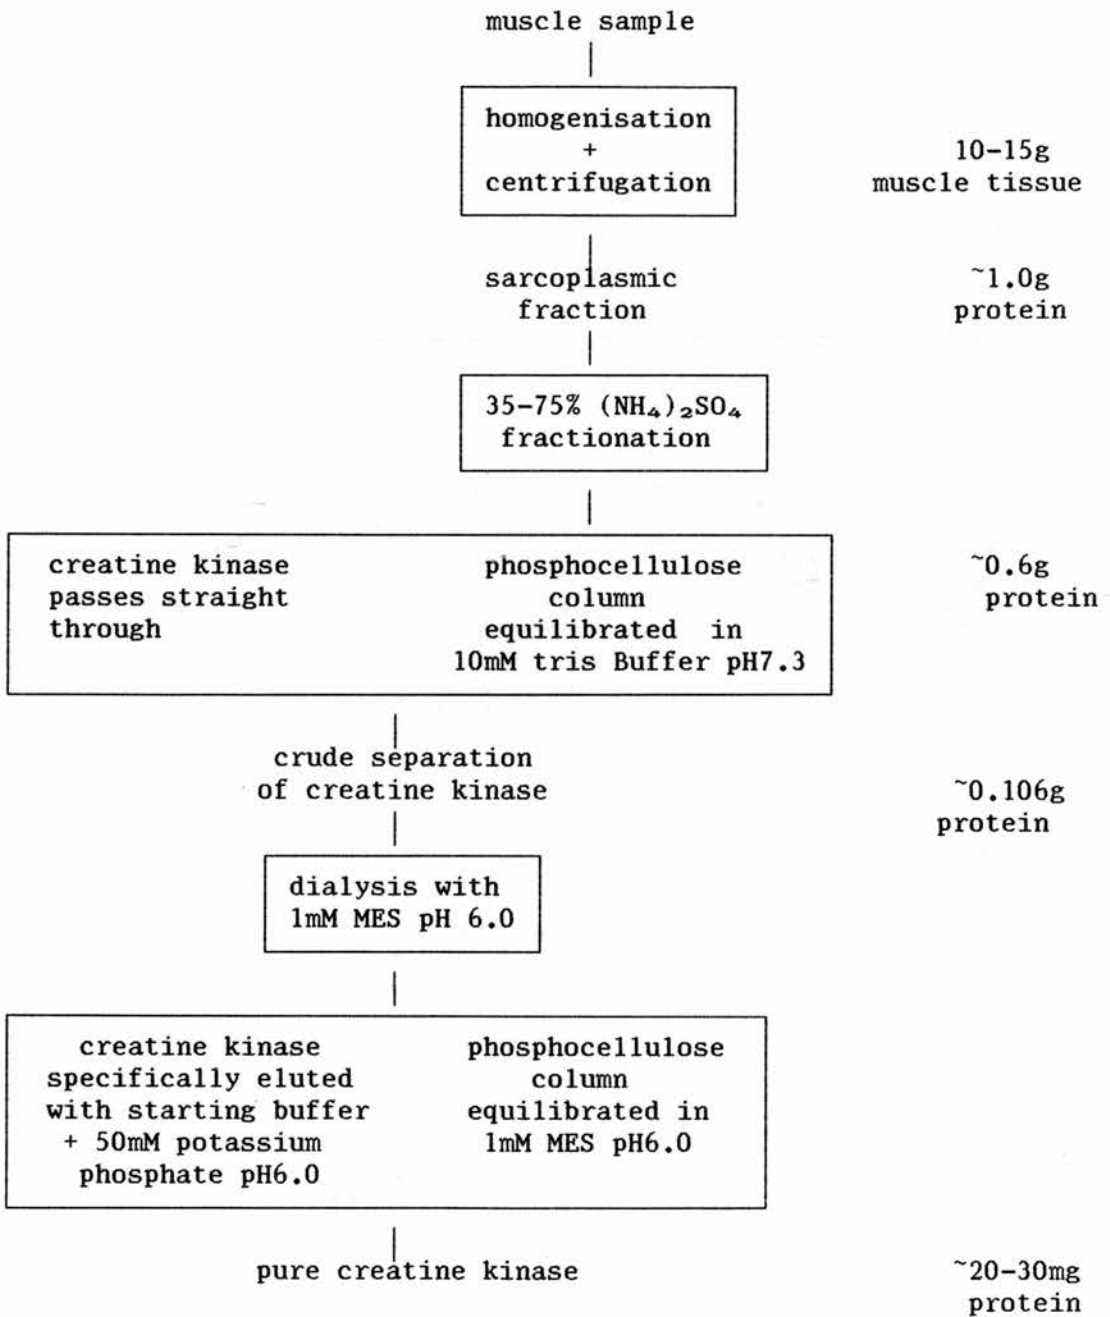 muscle sample
homogenisation
+
centrifugation
10-15g
muscle tissue
sarcoplasmic
fraction
~1.0g
protein
35-75% (NH₄)₂SO₄
fractionation
creatine kinase
passes straight
through
phosphocellulose
column
equilibrated in
10mM tris Buffer pH7.3
~0.6g
protein
crude separation
of creatine kinase
~0.106g
protein
dialysis with
1mM MES pH 6.0
creatine kinase
specifically eluted
with starting buffer
+ 50mM potassium
phosphate pH6.0
phosphocellulose
column
equilibrated in
1mM MES pH6.0
pure creatine kinase
~20-30mg
protein